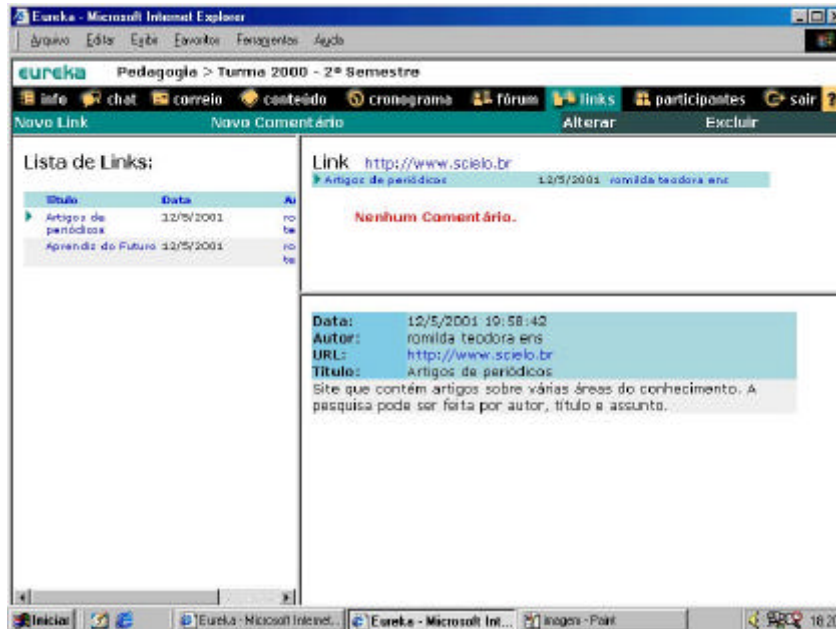 Eureka - Microsoft Internet Explorer
Arquivo Editar Exibir Favoritos Ferramentas Ajuda
eureka Pedagogia > Turma 2000 - 2º Semestre
info chat correio conteúdo cronograma fórum links participantes sair ?
Novo Link Novo Comentário Alterar Excluir
Lista de Links:
Título Data Au
Artigos de periódicos 12/5/2001 ro te
Aprendiz do Futuro 12/5/2001 ro te
Link http://www.scielo.br
Artigos de periódicos 12/5/2001 romilda teodora ens
Nenhum Comentário.
Data: 12/5/2001 19:58:42
Autor: romilda teodora ens
URL: http://www.scielo.br
Título: Artigos de periódicos
Site que contém artigos sobre várias áreas do conhecimento. A
pesquisa pode ser feita por autor, título e assunto.
Iniciar Eureka - Microsoft Internet... Eureka - Microsoft Int... imagem - Paint